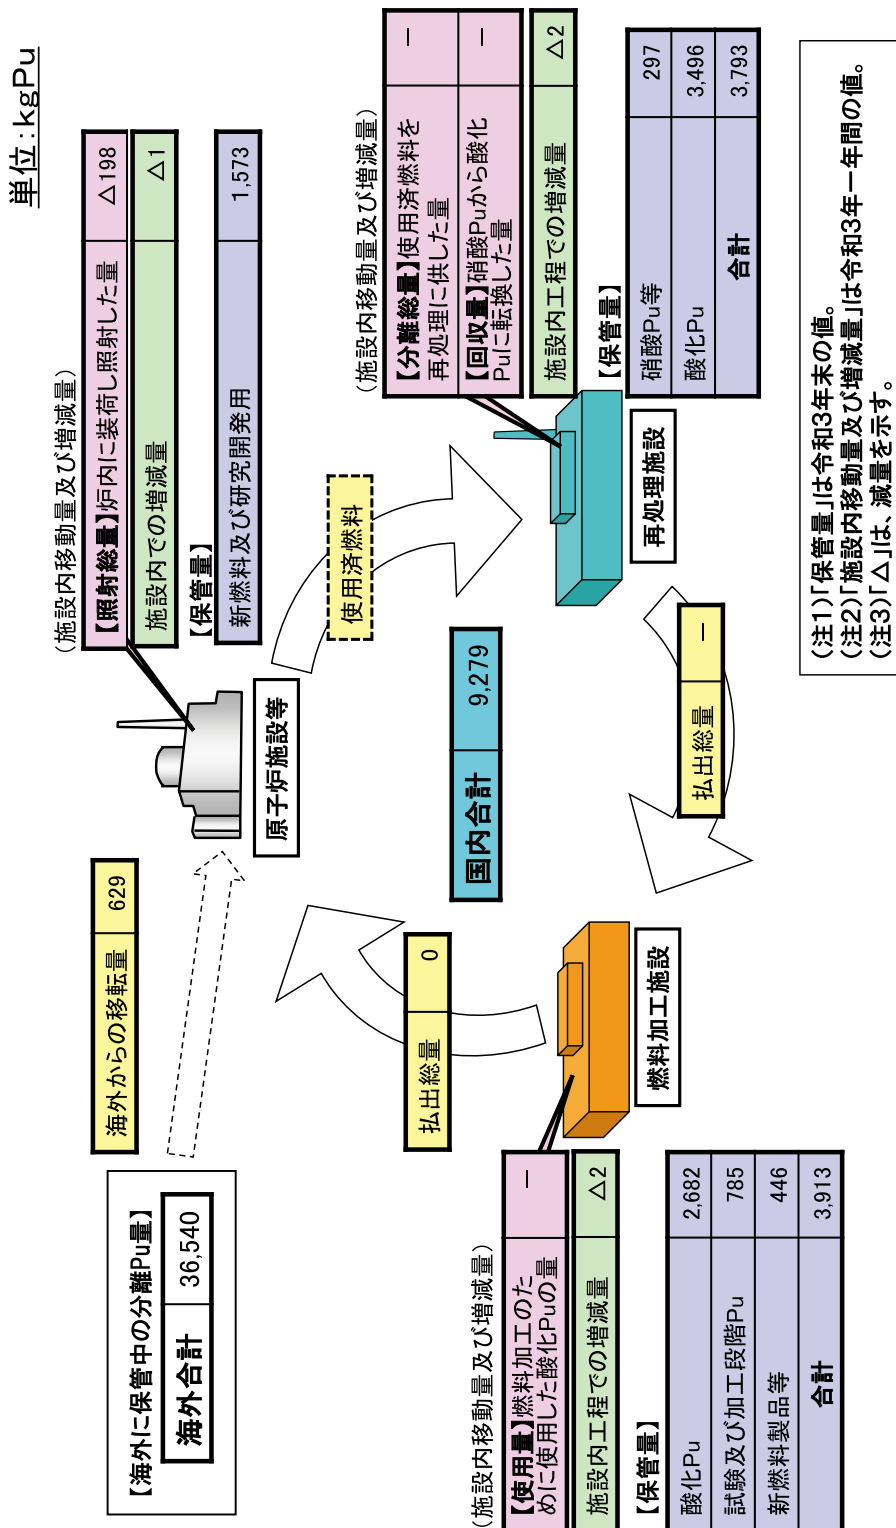 単位：kgPu
（施設内移動量及び増減量）
【照射総量】炉内に装荷し照射した量 △198
施設内での増減量 △1
【保管量】
新燃料及び研究開発用 1,573
海外からの移転量 629
【海外に保管中の分離Pu量】
海外合計 36,540
原子炉施設等
使用済燃料
（施設内移動量及び増減量）
【分離総量】使用済燃料を
再処理に供した量 －
【回収量】硝酸Puから酸化
Puに転換した量 －
施設内工程での増減量 △2
【保管量】
硝酸Pu等 297
酸化Pu 3,496
合計 3,793
再処理施設
国内合計 9,279
払出総量 0
払出総量 －
燃料加工施設
（施設内移動量及び増減量）
【使用量】燃料加工のた
めに使用した酸化Puの量 －
施設内工程での増減量 △2
【保管量】
酸化Pu 2,682
試験及び加工段階Pu 785
新燃料製品等 446
合計 3,913
（注1）「保管量」は令和3年末の値。
（注2）「施設内移動量及び増減量」は令和3年一年間の値。
（注3）「△」は、減量を示す。